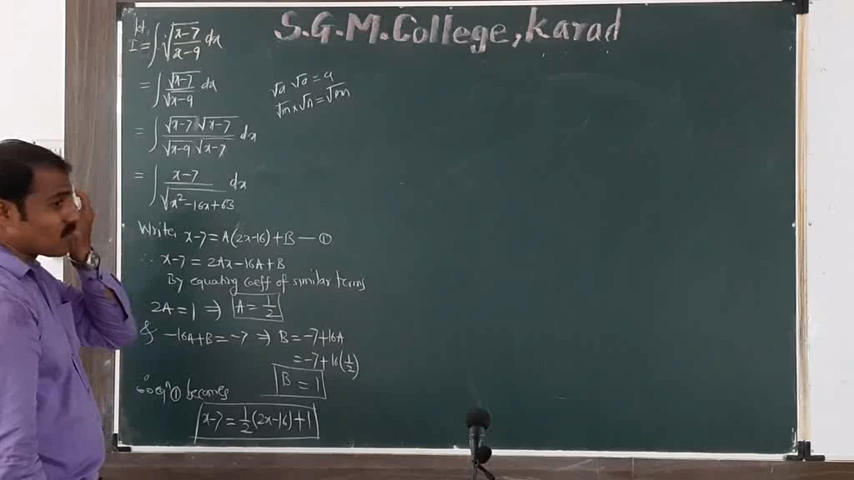 S.G.M. College, Karad
Let,
I = ∫ √(x-7)/(x-9) dx
= ∫ √x-7 / √x-9 dx
= ∫ √x-7 √x-7 / √x-9 √x-7 dx
= ∫ x-7 / √x²-16x+63 dx
√a √a = a
√m × √n = √mn
Write, x-7 = A(2x-16)+B — ①
∴ x-7 = 2Ax-16A+B
By equating coeff of similar terms
2A = 1 ⇒ A = 1/2
& -16A+B = -7 ⇒ B = -7+16A
= -7+16(1/2)
B = 1
∴ eqn ① becomes
x-7 = 1/2(2x-16)+1